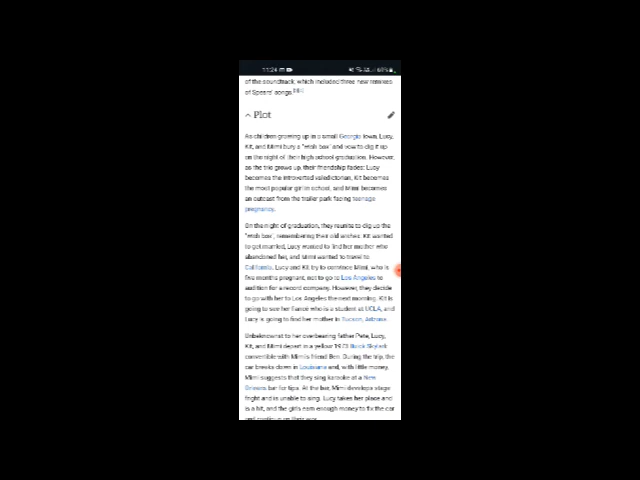 of the soundtrack, which included three new remixes
of Spears' songs.
Plot
As children growing up in a small Georgia town, Lucy,
Kit, and Mimi bury a "wish box" and vow to dig it up
on the night of their high school graduation. However,
as the trio grows up, their friendship fades: Lucy
becomes the introverted valedictorian, Kit becomes
the most popular girl in school, and Mimi becomes
an outcast from the trailer park facing teenage
pregnancy.
On the night of graduation, they reunite to dig up the
"wish box", remembering their old wishes: Kit wanted
to get married, Lucy wanted to find her mother who
abandoned her, and Mimi wanted to travel to
California. Lucy and Kit try to convince Mimi, who is
five months pregnant, not to go to Los Angeles to
audition for a record company. However, they decide
to go with her to Los Angeles the next morning. Kit is
going to see her fiance who is a student at UCLA, and
Lucy is going to find her mother in Tucson, Arizona.
Unbeknownst to her overbearing father Pete, Lucy,
Kit, and Mimi depart in a yellow 1973 Buick Skylark
convertible with Mimi's friend Ben. During the trip, the
car breaks down in Louisiana and, with little money,
Mimi suggests that they sing karaoke at a New
Orleans bar for tips. At the bar, Mimi develops stage
fright and is unable to sing. Lucy takes her place and
is a hit, and the girls earn enough money to fix the car
and continue on their way.